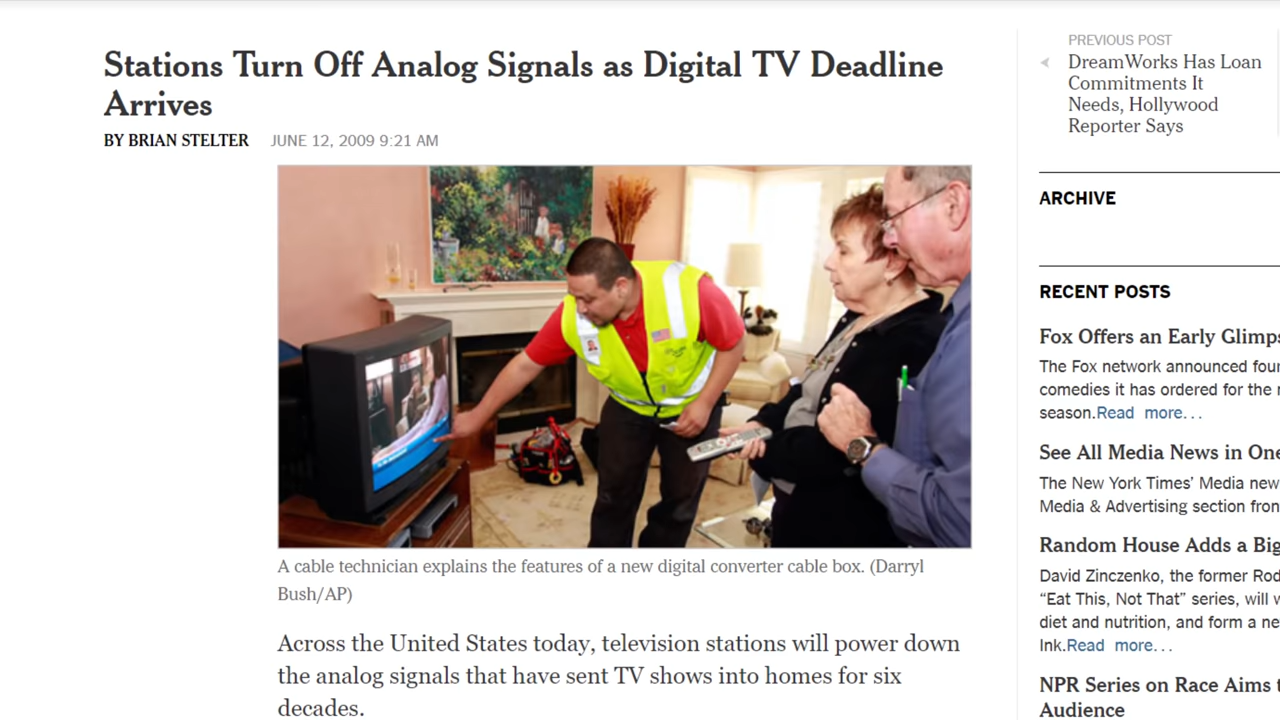 Stations Turn Off Analog Signals as Digital TV Deadline
Arrives
BY BRIAN STELTER JUNE 12, 2009 9:21 AM
A cable technician explains the features of a new digital converter cable box. (Darryl
Bush/AP)
Across the United States today, television stations will power down
the analog signals that have sent TV shows into homes for six
decades.
PREVIOUS POST
DreamWorks Has Loan
Commitments It
Needs, Hollywood
Reporter Says
ARCHIVE
RECENT POSTS
Fox Offers an Early Glimps
The Fox network announced four
comedies it has ordered for the
season.Read more...
See All Media News in One
The New York Times' Media new
Media & Advertising section fron
Random House Adds a Big
David Zinczenko, the former Rod
“Eat This, Not That” series, will
diet and nutrition, and form a ne
Ink.Read more...
NPR Series on Race Aims
Audience